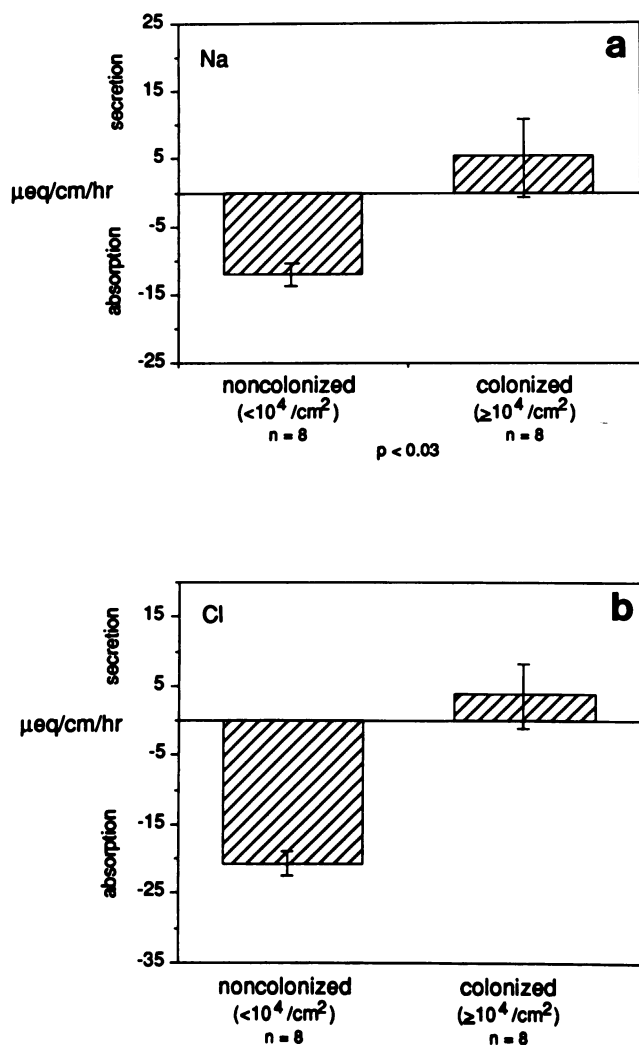 a
Na
25
15
5
-5
-15
-25
secretion
absorption
µeq/cm/hr
noncolonized
(<10⁴/cm²)
n = 8
colonized
(≥10⁴/cm²)
n = 8
p < 0.03
b
Cl
15
5
-5
-15
-25
-35
secretion
absorption
µeq/cm/hr
noncolonized
(<10⁴/cm²)
n = 8
colonized
(≥10⁴/cm²)
n = 8